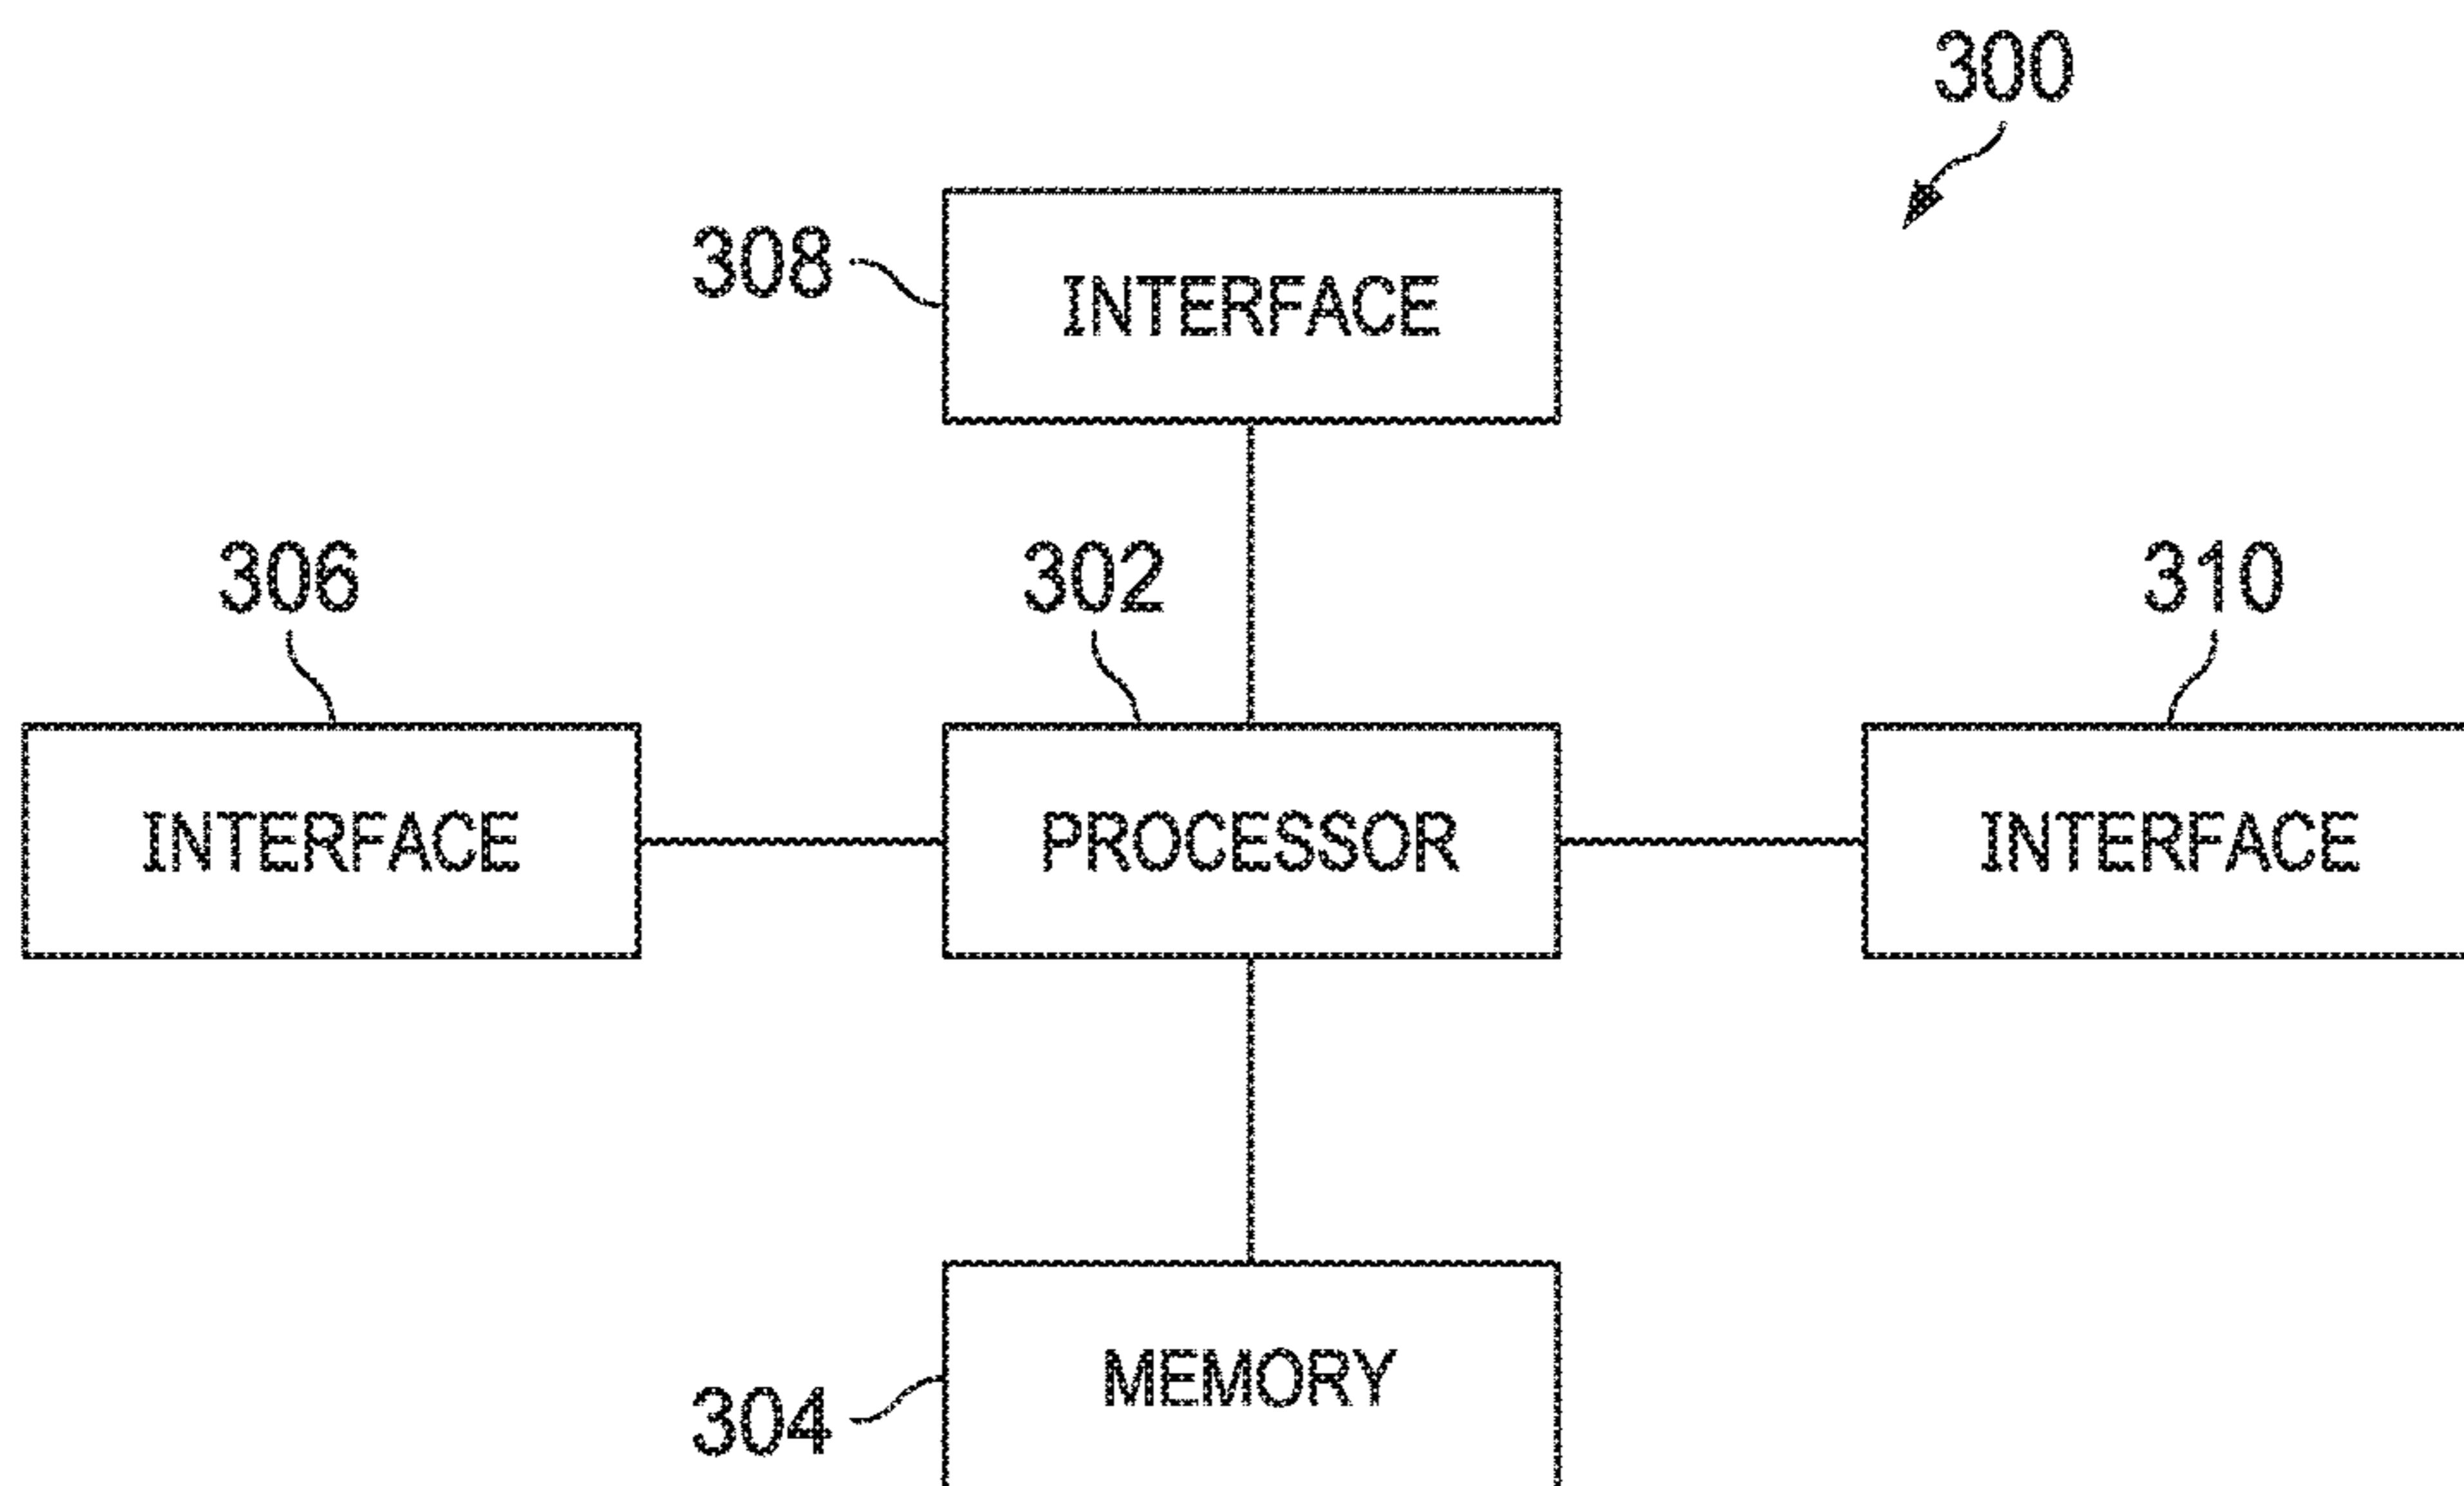 300
308
INTERFACE
306
302
310
INTERFACE
PROCESSOR
INTERFACE
MEMORY
304